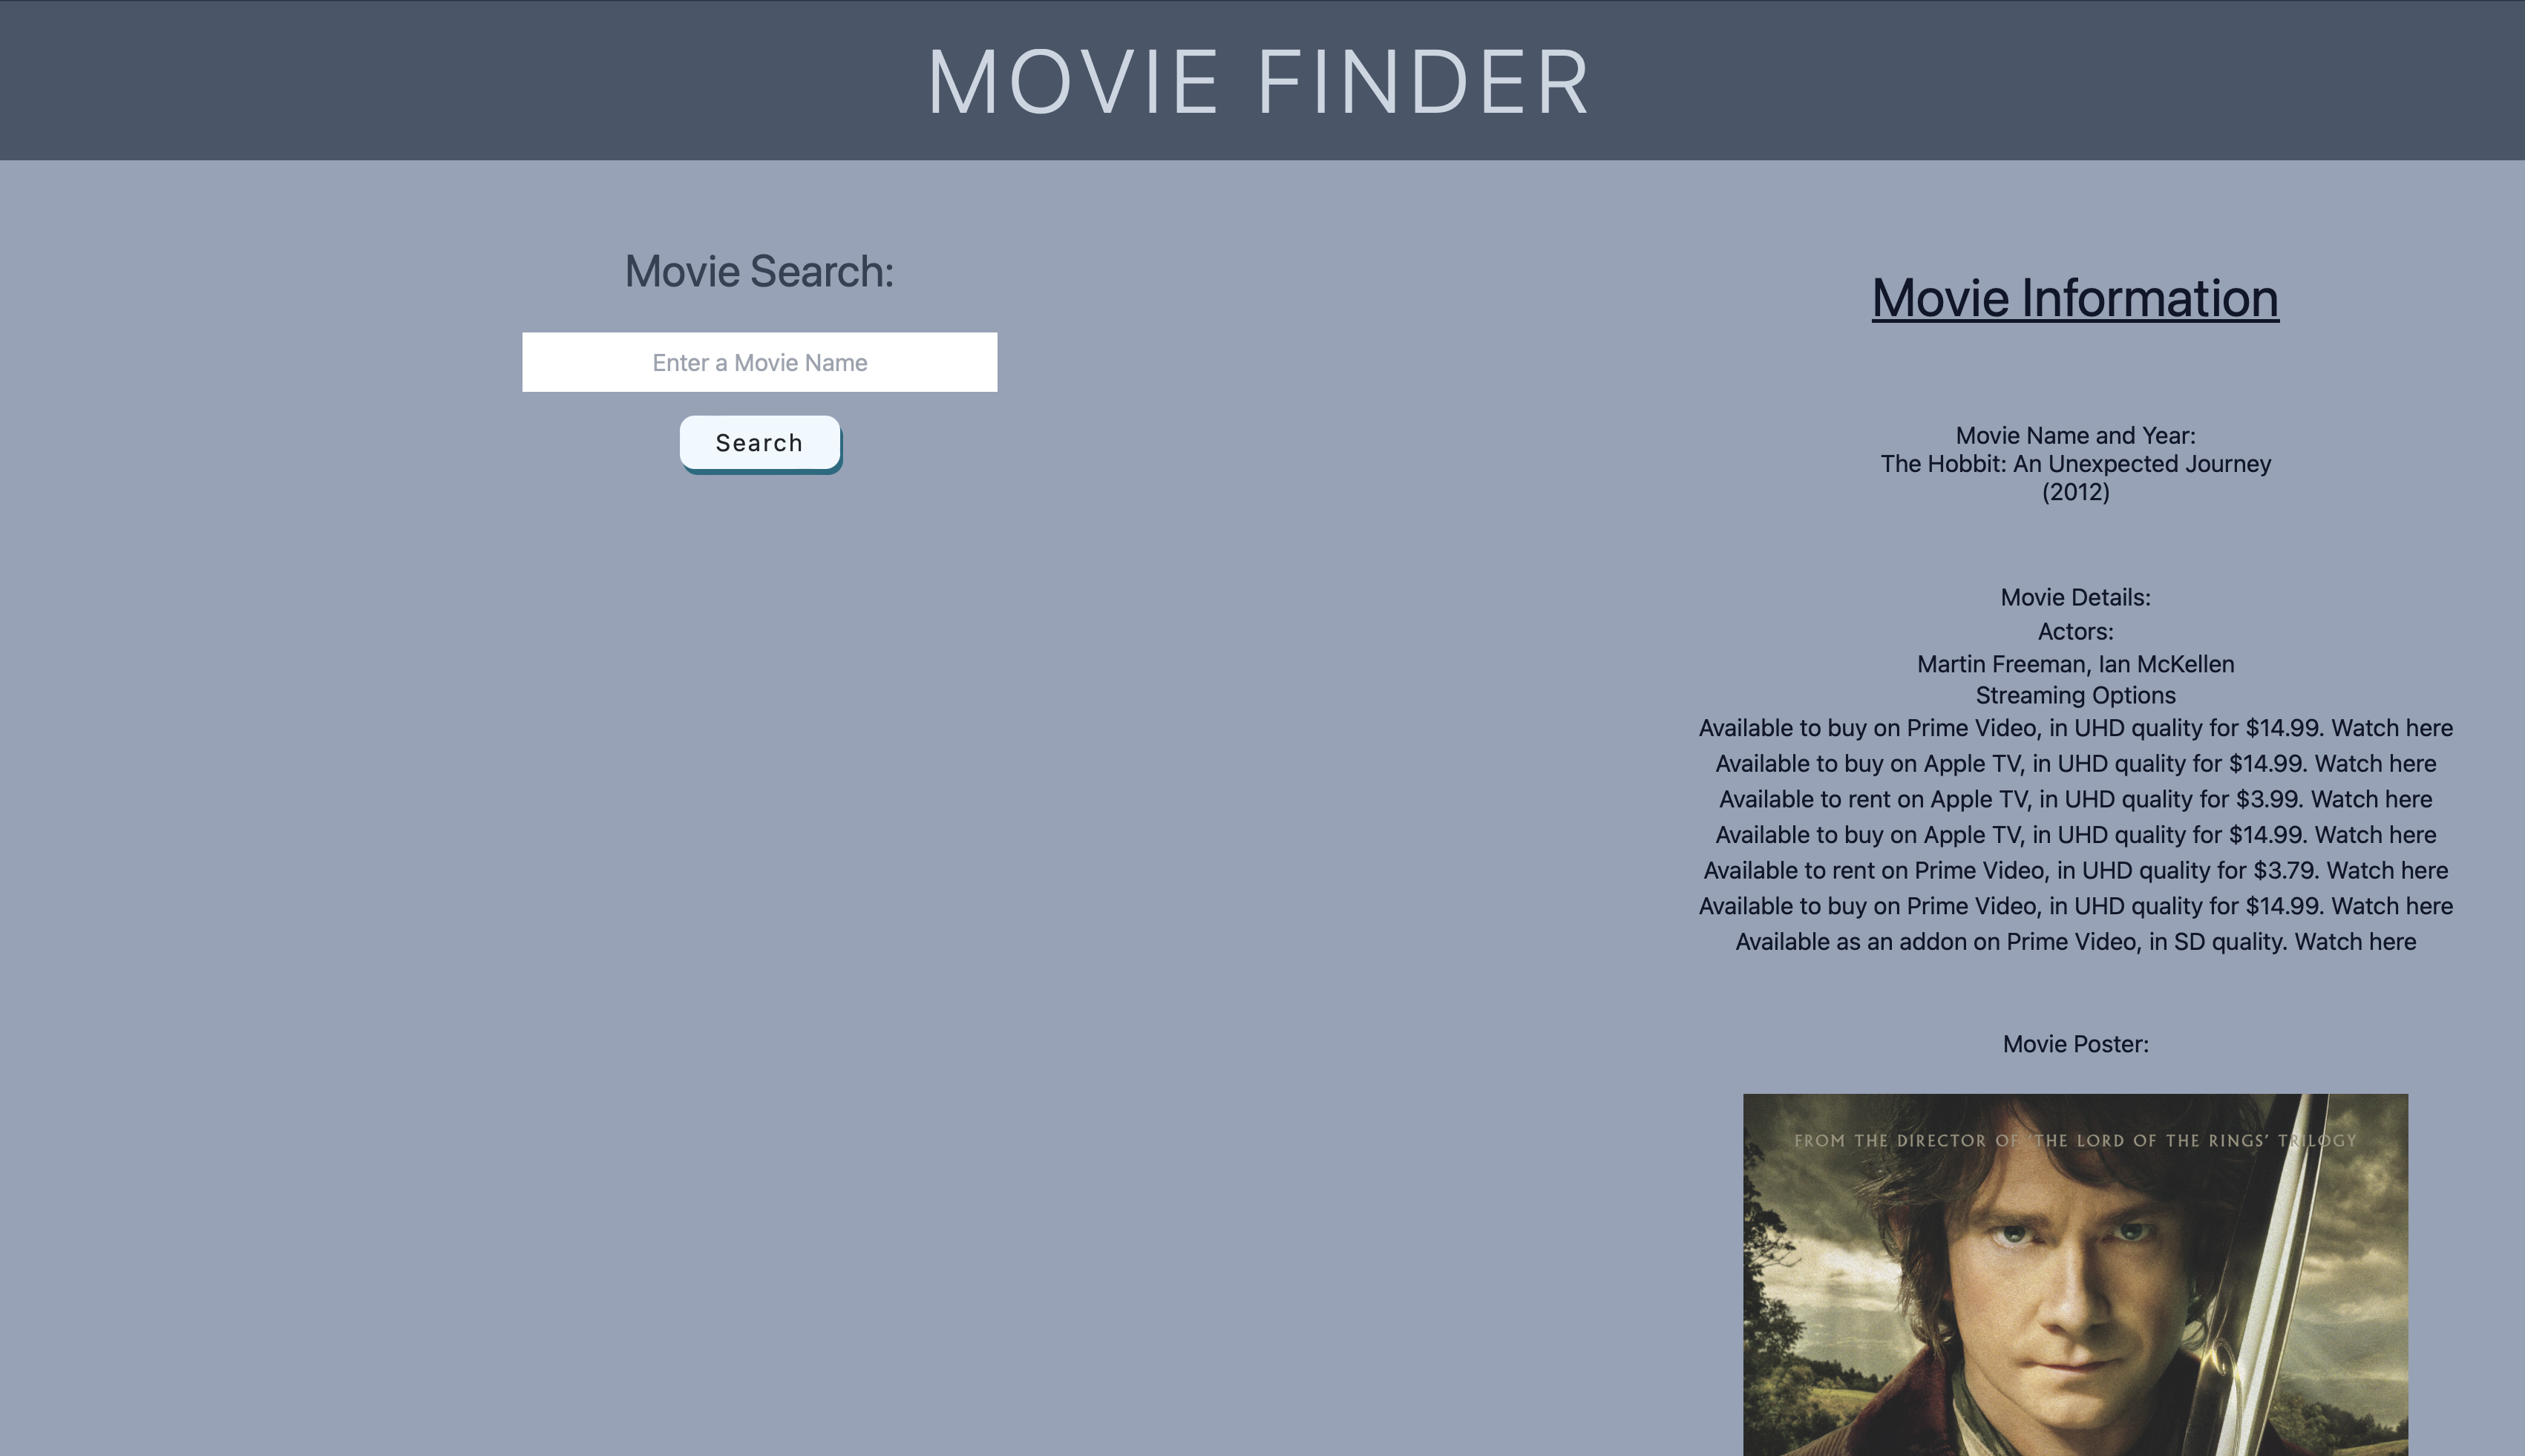 MOVIE FINDER
Movie Search:
Enter a Movie Name
Search
Movie Information
Movie Name and Year:
The Hobbit: An Unexpected Journey
(2012)
Movie Details:
Actors:
Martin Freeman, Ian McKellen
Streaming Options
Available to buy on Prime Video, in UHD quality for $14.99. Watch here
Available to buy on Apple TV, in UHD quality for $14.99. Watch here
Available to rent on Apple TV, in UHD quality for $3.99. Watch here
Available to buy on Apple TV, in UHD quality for $14.99. Watch here
Available to rent on Prime Video, in UHD quality for $3.79. Watch here
Available to buy on Prime Video, in UHD quality for $14.99. Watch here
Available as an addon on Prime Video, in SD quality. Watch here
Movie Poster:
FROM THE DIRECTOR OF ‘THE LORD OF THE RINGS’ TRILOGY